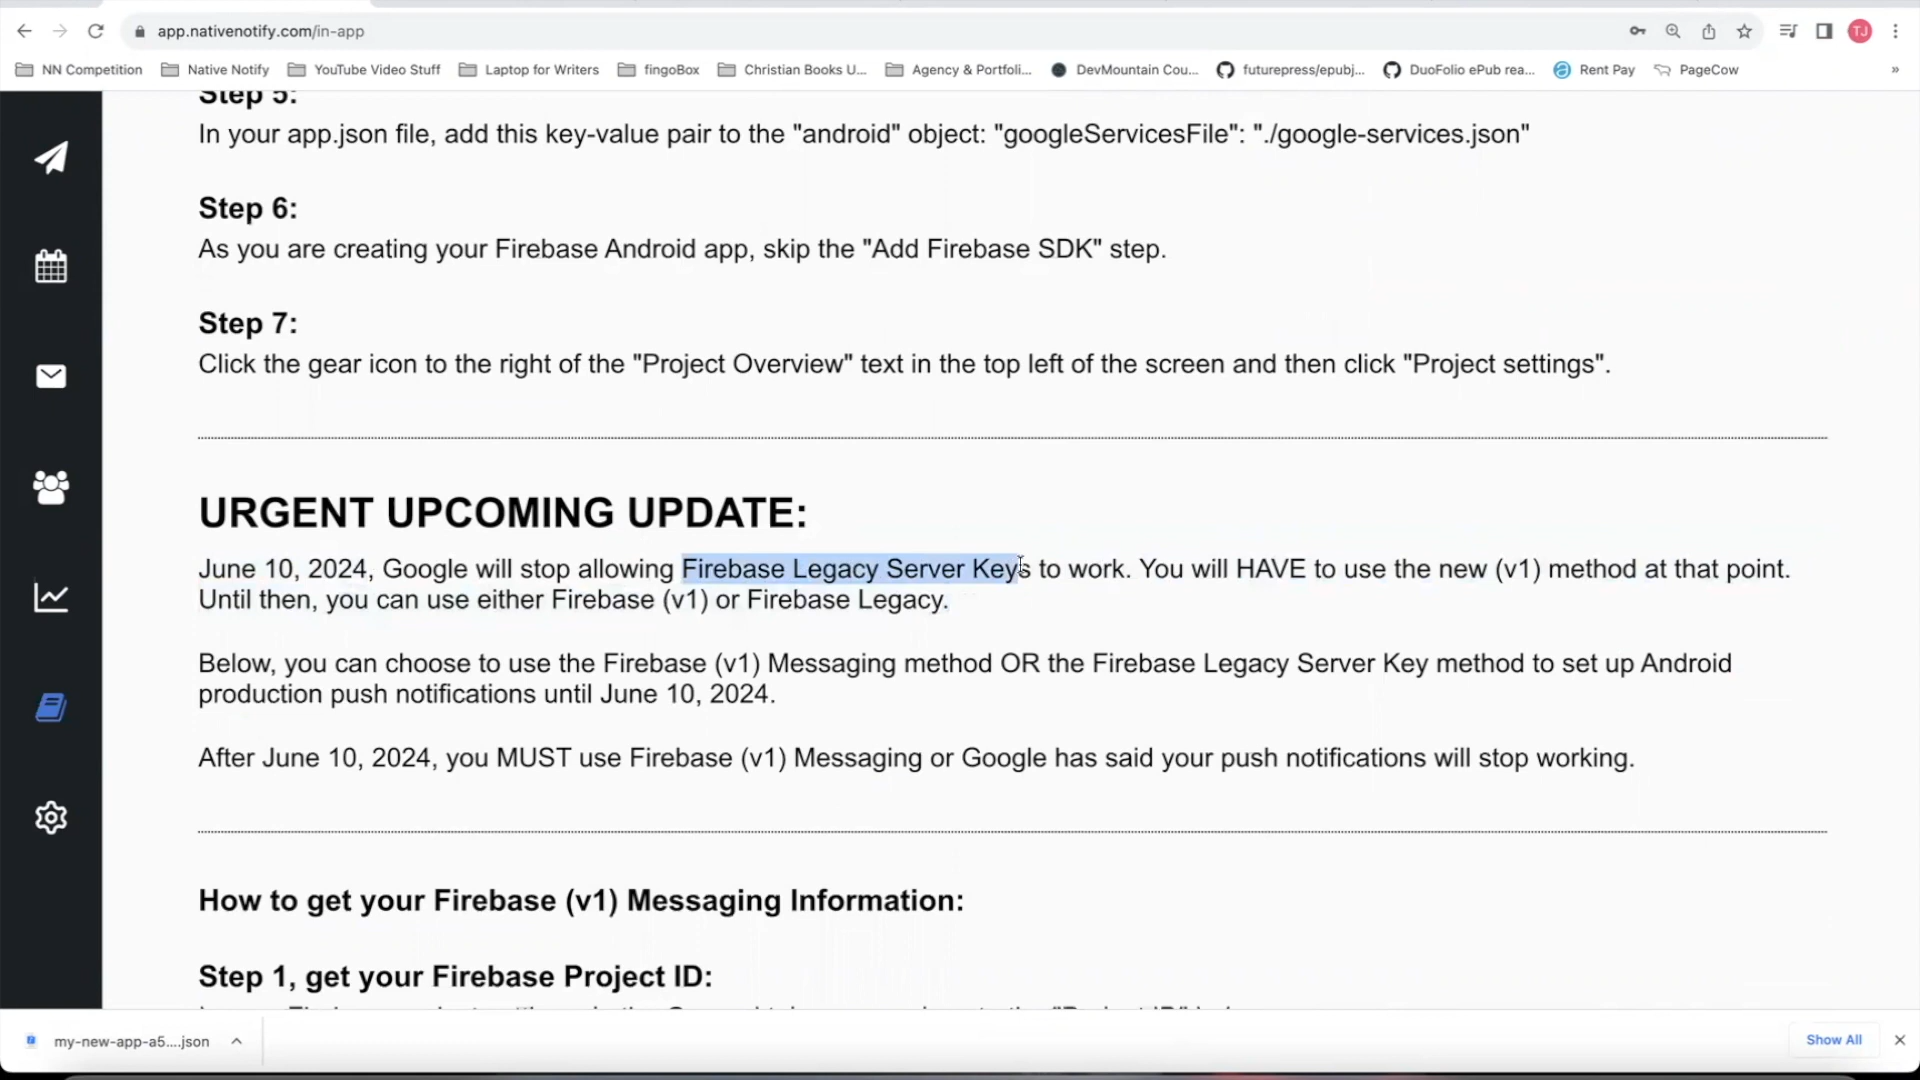 app.nativenotify.com/in-app
TJ
NN Competition
Native Notify
YouTube Video Stuff
Laptop for Writers
fingoBox
Christian Books U...
Agency & Portfoli...
DevMountain Cou...
futurepress/epubj...
DuoFolio ePub rea...
Rent Pay
PageCow
»
Step 5:
In your app.json file, add this key-value pair to the "android" object: "googleServicesFile": "./google-services.json"
Step 6:
As you are creating your Firebase Android app, skip the "Add Firebase SDK" step.
Step 7:
Click the gear icon to the right of the "Project Overview" text in the top left of the screen and then click "Project settings".
URGENT UPCOMING UPDATE:
June 10, 2024, Google will stop allowing Firebase Legacy Server Keys to work. You will HAVE to use the new (v1) method at that point.
Until then, you can use either Firebase (v1) or Firebase Legacy.
Below, you can choose to use the Firebase (v1) Messaging method OR the Firebase Legacy Server Key method to set up Android
production push notifications until June 10, 2024.
After June 10, 2024, you MUST use Firebase (v1) Messaging or Google has said your push notifications will stop working.
How to get your Firebase (v1) Messaging Information:
Step 1, get your Firebase Project ID:
my-new-app-a5....json
Show All